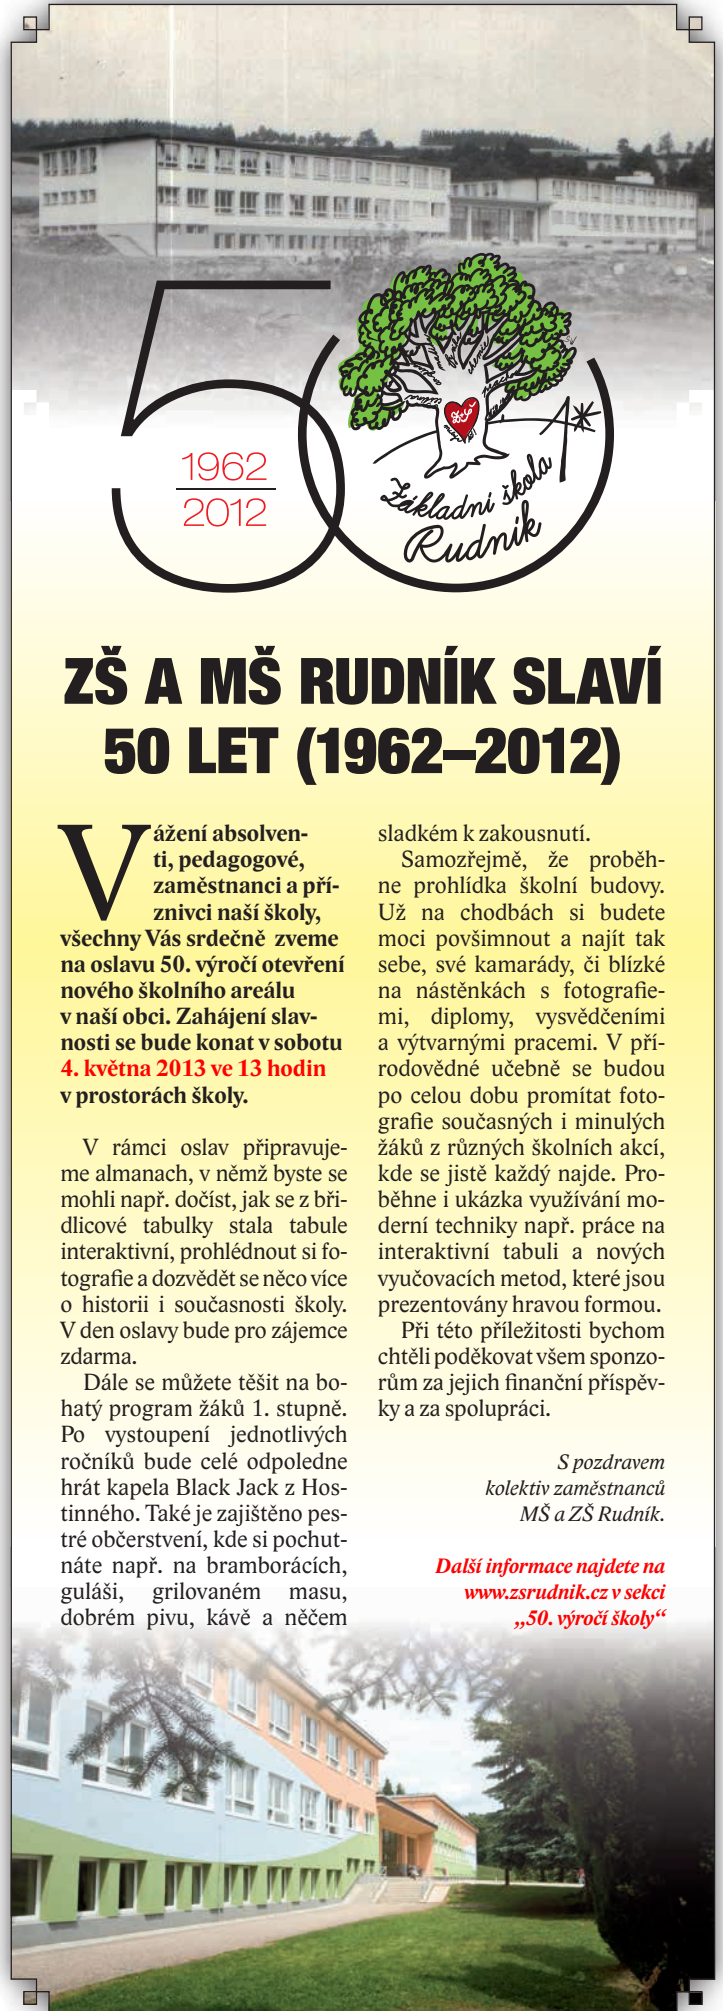 1962
2012
Základní škola
Rudník
ZŠ A MŠ RUDNÍK SLAVÍ
50 LET (1962–2012)
Vážení absolven-
ti, pedagogové,
zaměstnanci a pří-
znivci naší školy,
všechny Vás srdečně zveme
na oslavu 50. výročí otevření
nového školního areálu
v naší obci. Zahájení slav-
nosti se bude konat v sobotu
4. května 2013 ve 13 hodin
v prostorách školy.
V rámci oslav připravuje-
me almanach, v němž byste se
mohli např. dočíst, jak se z bři-
dlicové tabulky stala tabule
interaktivní, prohlédnout si fo-
tografie a dozvědět se něco více
o historii i současnosti školy.
V den oslavy bude pro zájemce
zdarma.
Dále se můžete těšit na bo-
hatý program žáků 1. stupně.
Po vystoupení jednotlivých
ročníků bude celé odpoledne
hrát kapela Black Jack z Hos-
tinného. Také je zajištěno pes-
tré občerstvení, kde si pochut-
náte např. na bramborácích,
guláši, grilovaném masu,
dobrém pivu, kávě a něčem
sladkém k zakousnutí.
Samozřejmě, že proběh-
ne prohlídka školní budovy.
Už na chodbách si budete
moci povšimnout a najít tak
sebe, své kamarády, či blízké
na nástěnkách s fotografie-
mi, diplomy, vysvědčeními
a výtvarnými pracemi. V pří-
rodovědné učebně se budou
po celou dobu promítat foto-
grafie současných i minulých
žáků z různých školních akcí,
kde se jistě každý najde. Pro-
běhne i ukázka využívání mo-
derní techniky např. práce na
interaktivní tabuli a nových
vyučovacích metod, které jsou
prezentovány hravou formou.
Při této příležitosti bychom
chtěli poděkovat všem sponzo-
rům za jejich finanční příspěv-
ky a za spolupráci.
S pozdravem
kolektiv zaměstnanců
MŠ a ZŠ Rudník.
Další informace najdete na
www.zsrudnik.cz v sekci
„50. výročí školy“